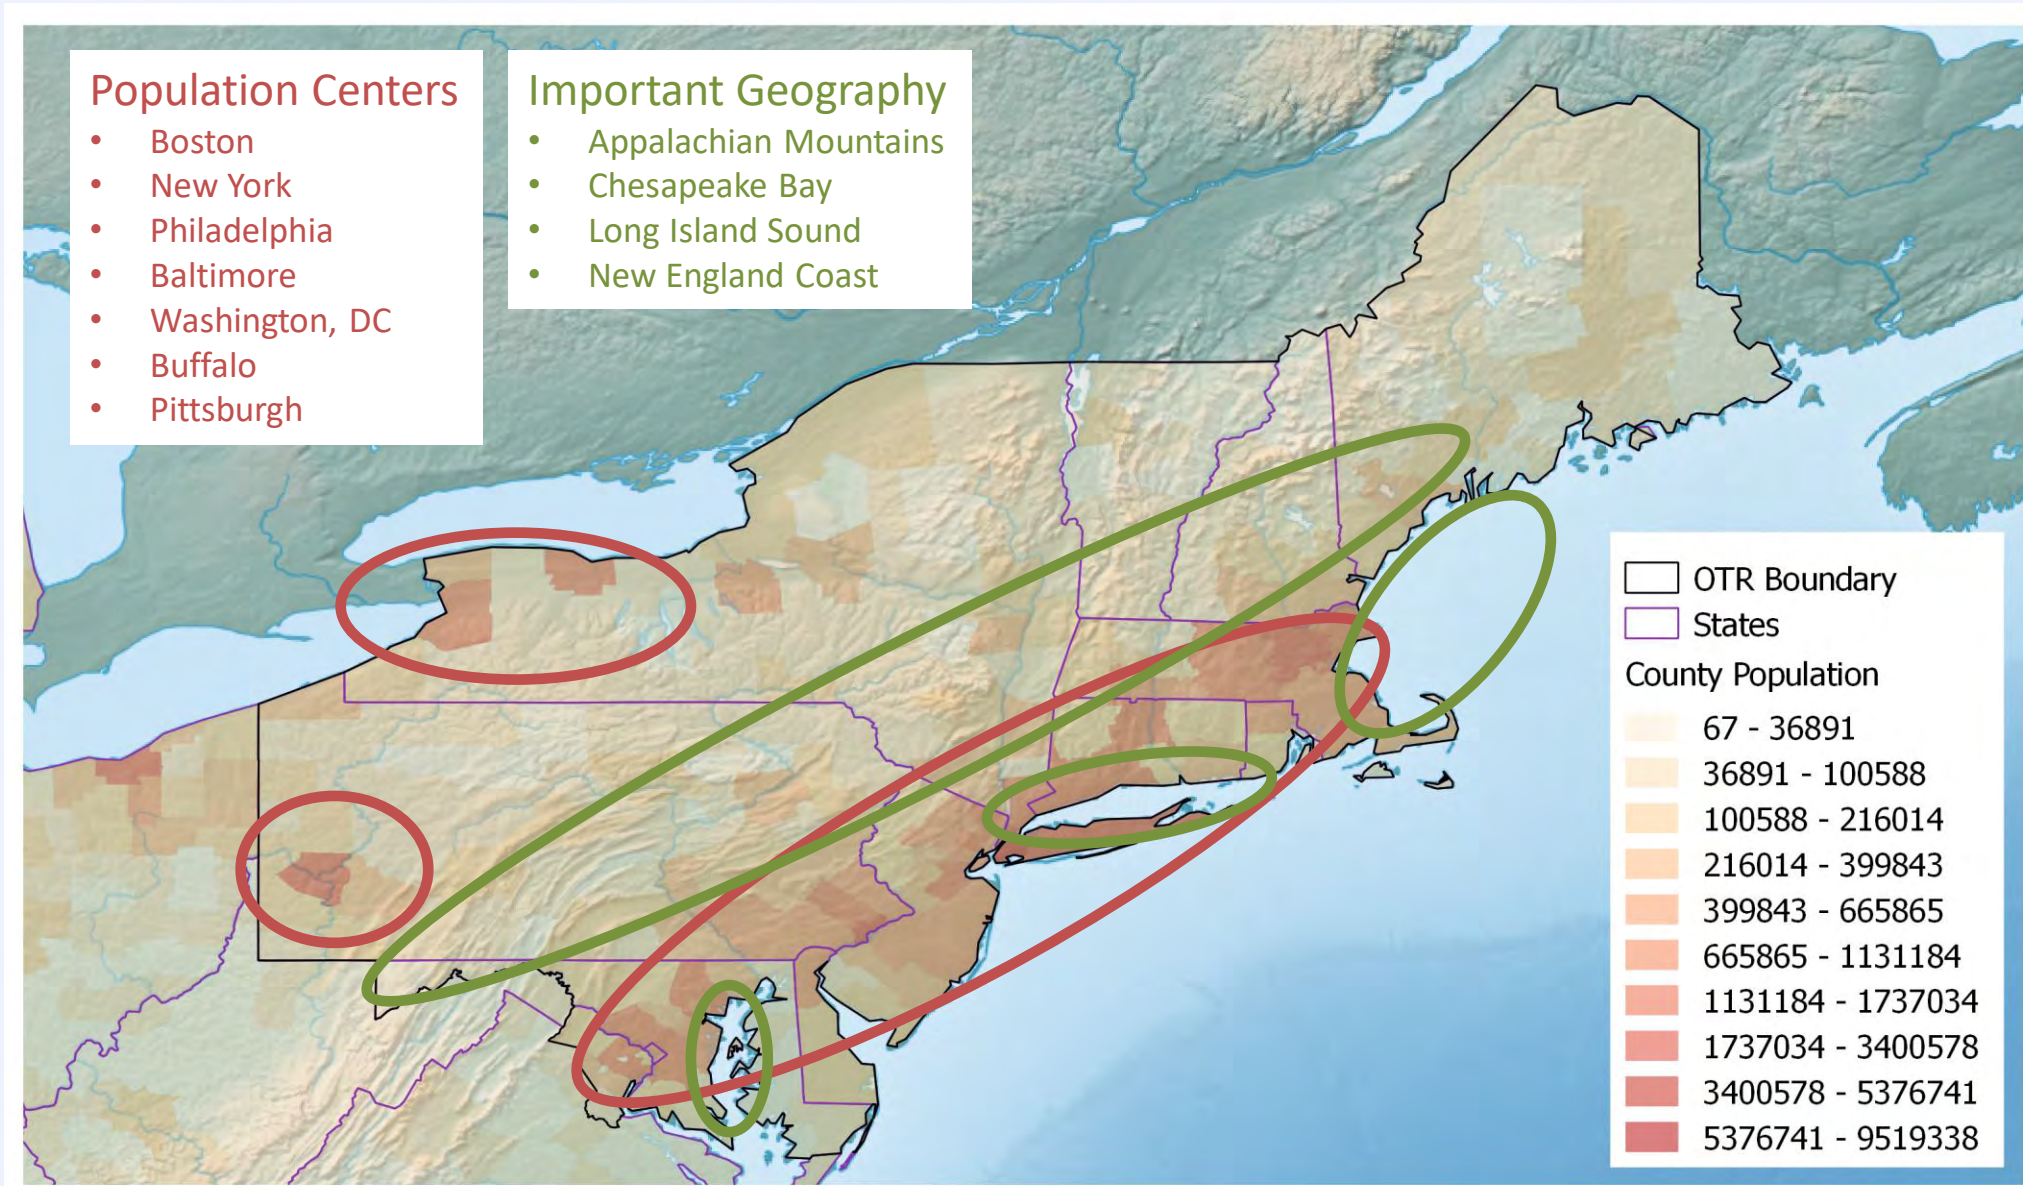 Population Centers
• Boston
• New York
• Philadelphia
• Baltimore
• Washington, DC
• Buffalo
• Pittsburgh
Important Geography
• Appalachian Mountains
• Chesapeake Bay
• Long Island Sound
• New England Coast
OTR Boundary
States
County Population
67 - 36891
36891 - 100588
100588 - 216014
216014 - 399843
399843 - 665865
665865 - 1131184
1131184 - 1737034
1737034 - 3400578
3400578 - 5376741
5376741 - 9519338